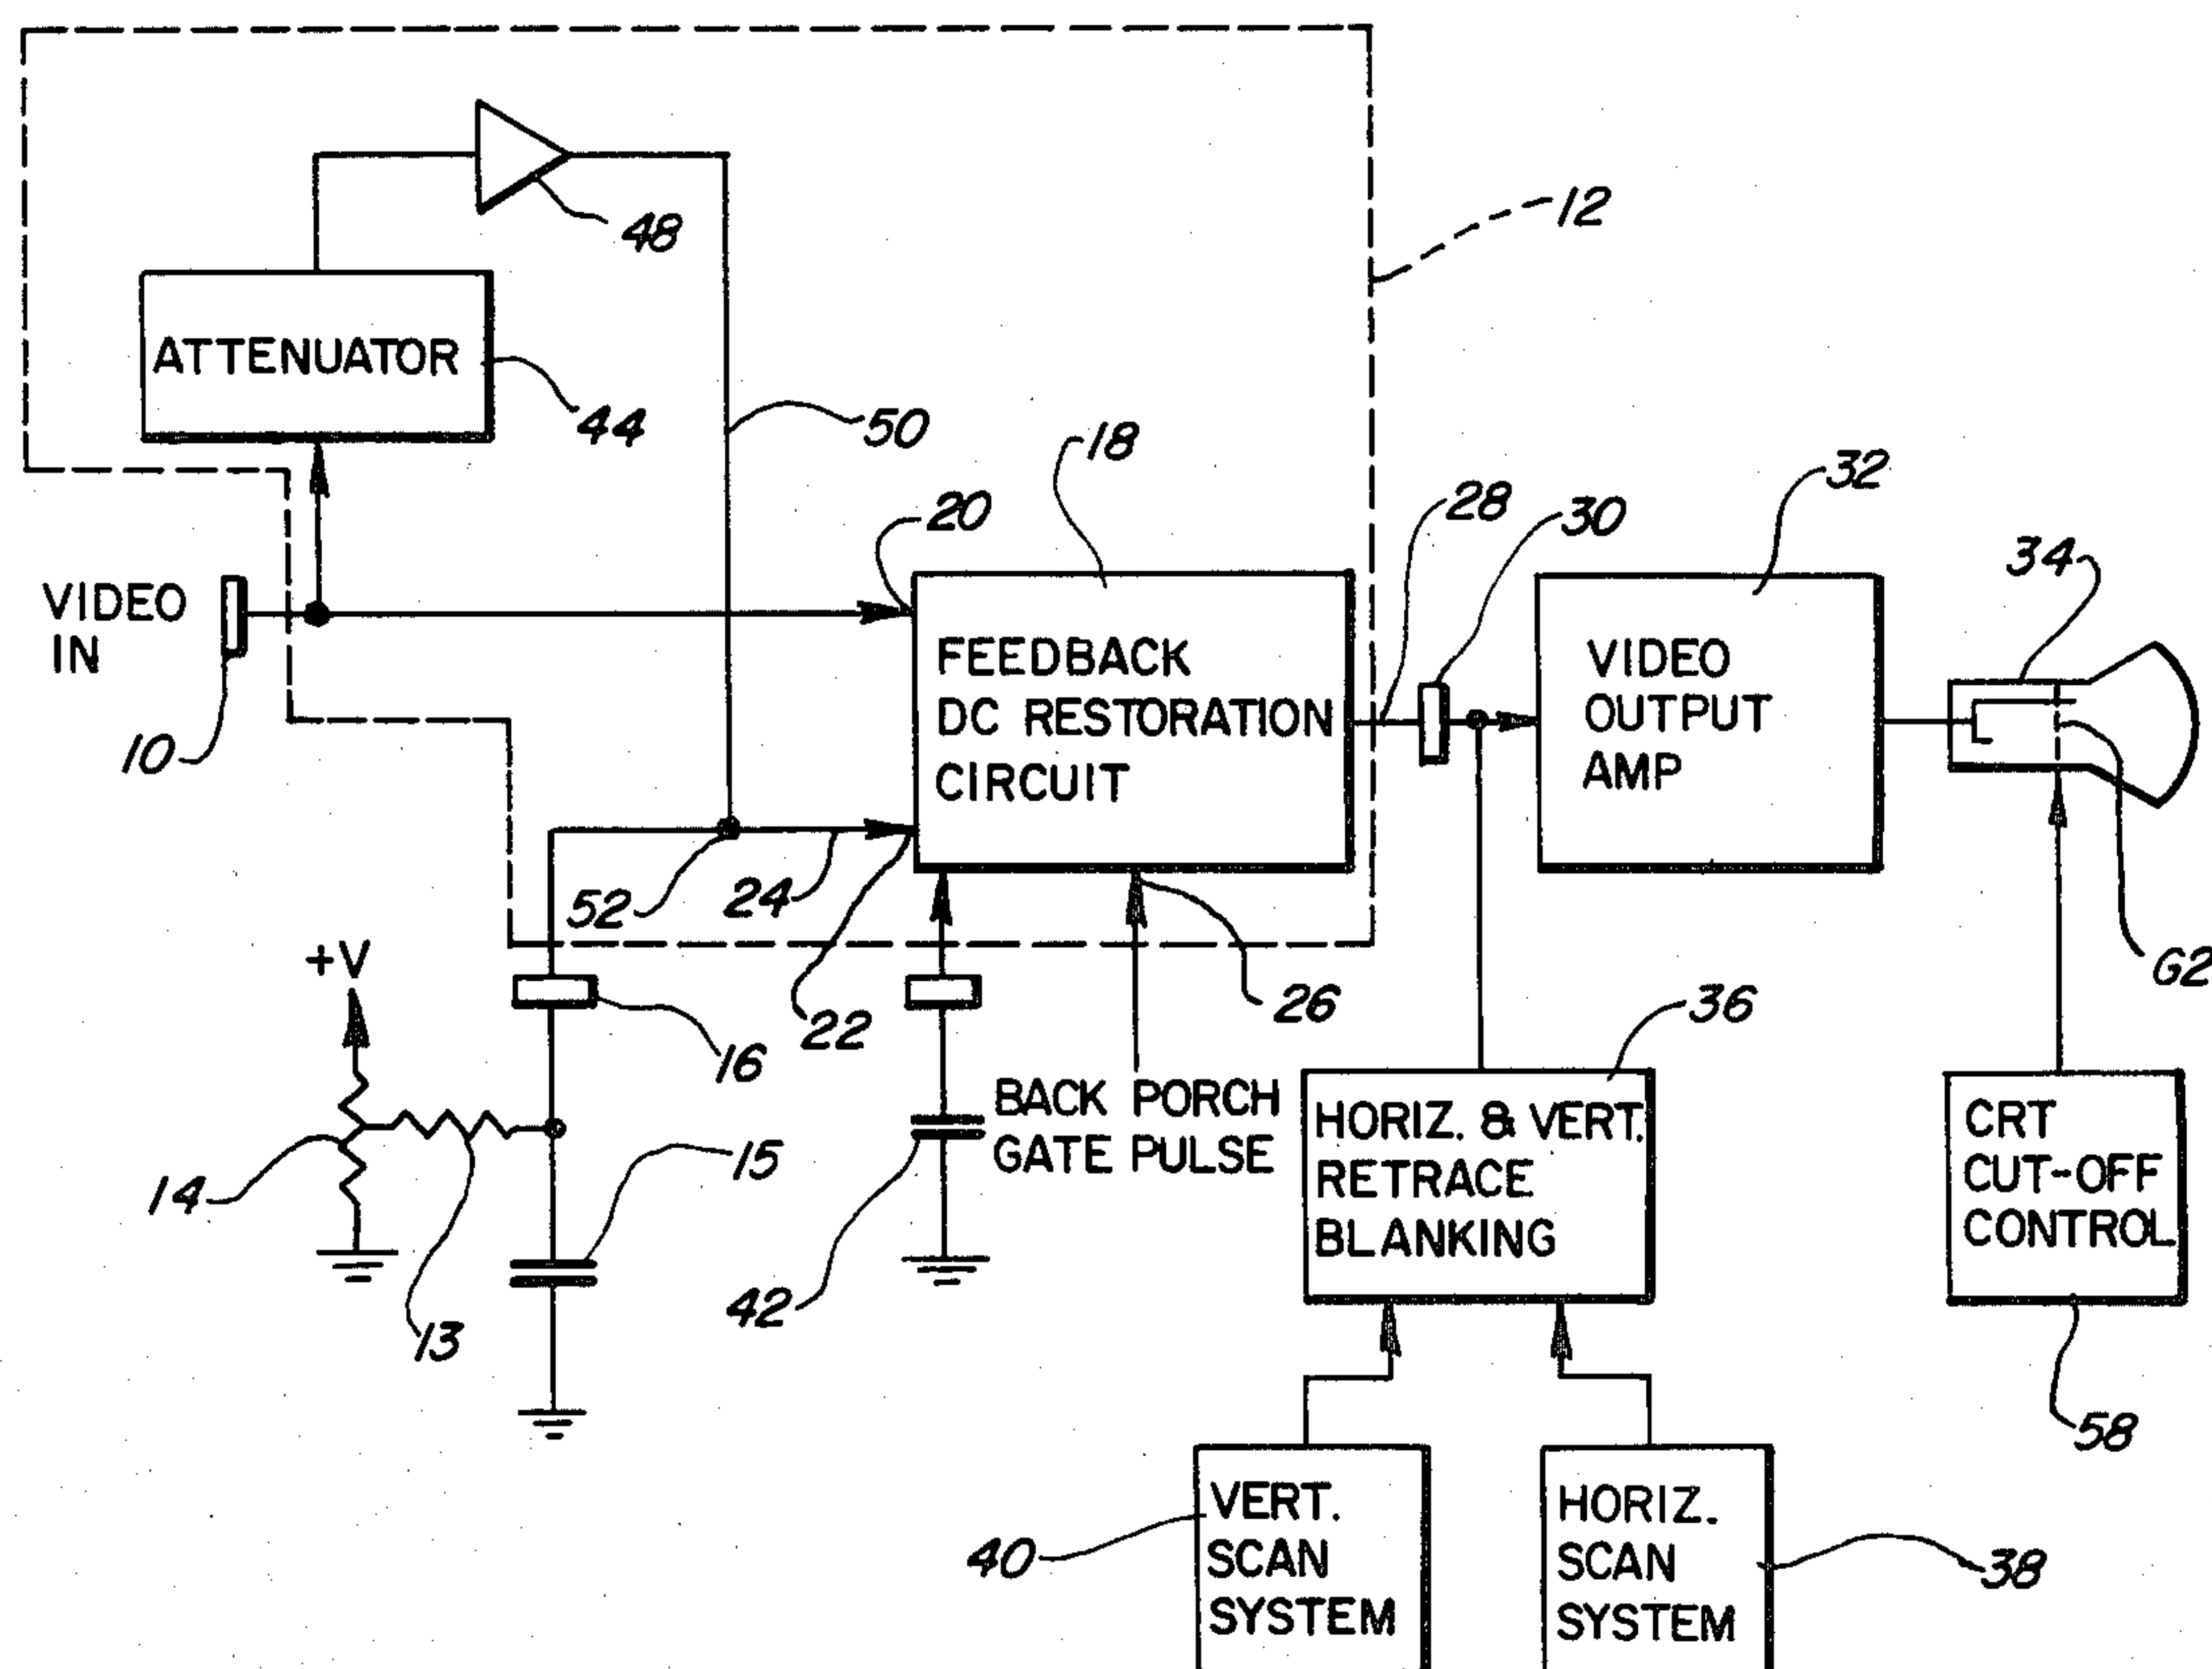 12
48
ATTENUATOR
44
50
18
20
28
30
32
34
VIDEO
IN
10
FEEDBACK
DC RESTORATION
CIRCUIT
VIDEO
OUTPUT
AMP
52
24
22
26
G2
+V
16
36
BACK PORCH
GATE PULSE
HORIZ. & VERT.
RETRACE
BLANKING
CRT
CUT-OFF
CONTROL
14
15
13
42
58
VERT.
SCAN
SYSTEM
40
HORIZ.
SCAN
SYSTEM
38